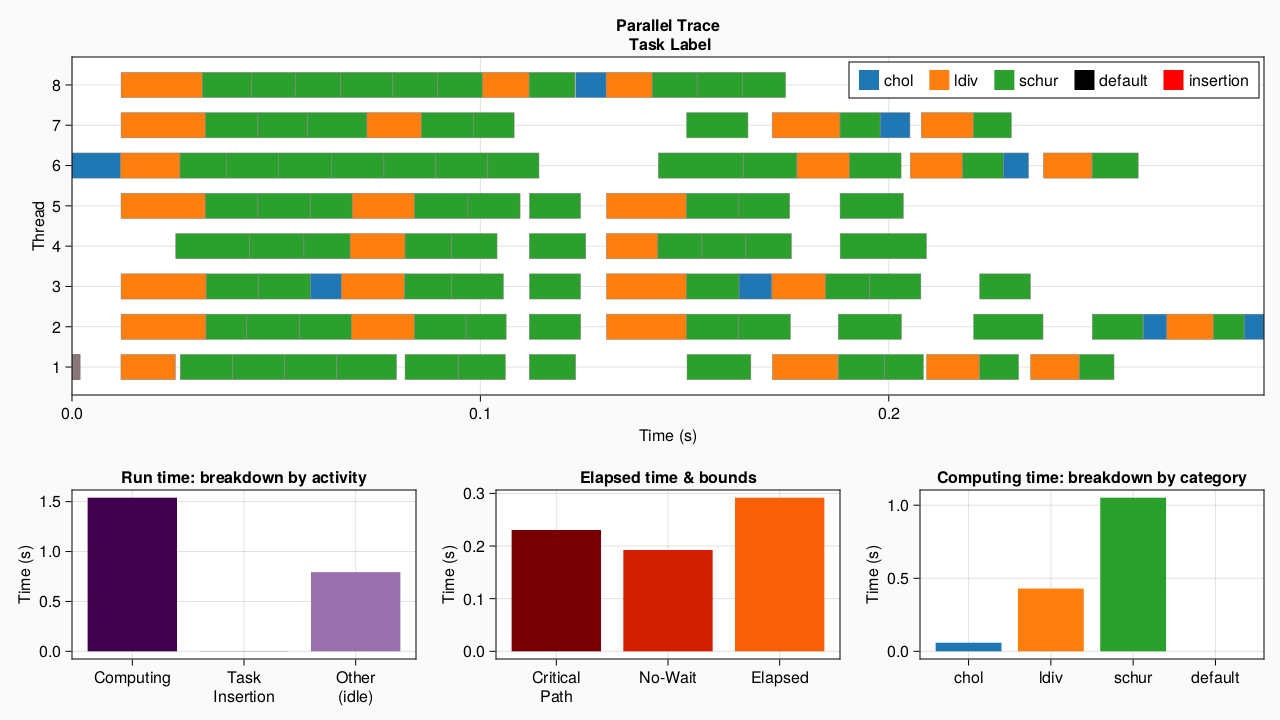 Parallel Trace
Task Label
chol ldiv schur default insertion
Thread
8
7
6
5
4
3
2
1
0.0 0.1 0.2
Time (s)
Run time: breakdown by activity
Time (s)
1.5
1.0
0.5
0.0
Computing Task Insertion Other (idle)
Elapsed time & bounds
Time (s)
0.3
0.2
0.1
0.0
Critical Path No-Wait Elapsed
Computing time: breakdown by category
Time (s)
1.0
0.5
0.0
chol ldiv schur default